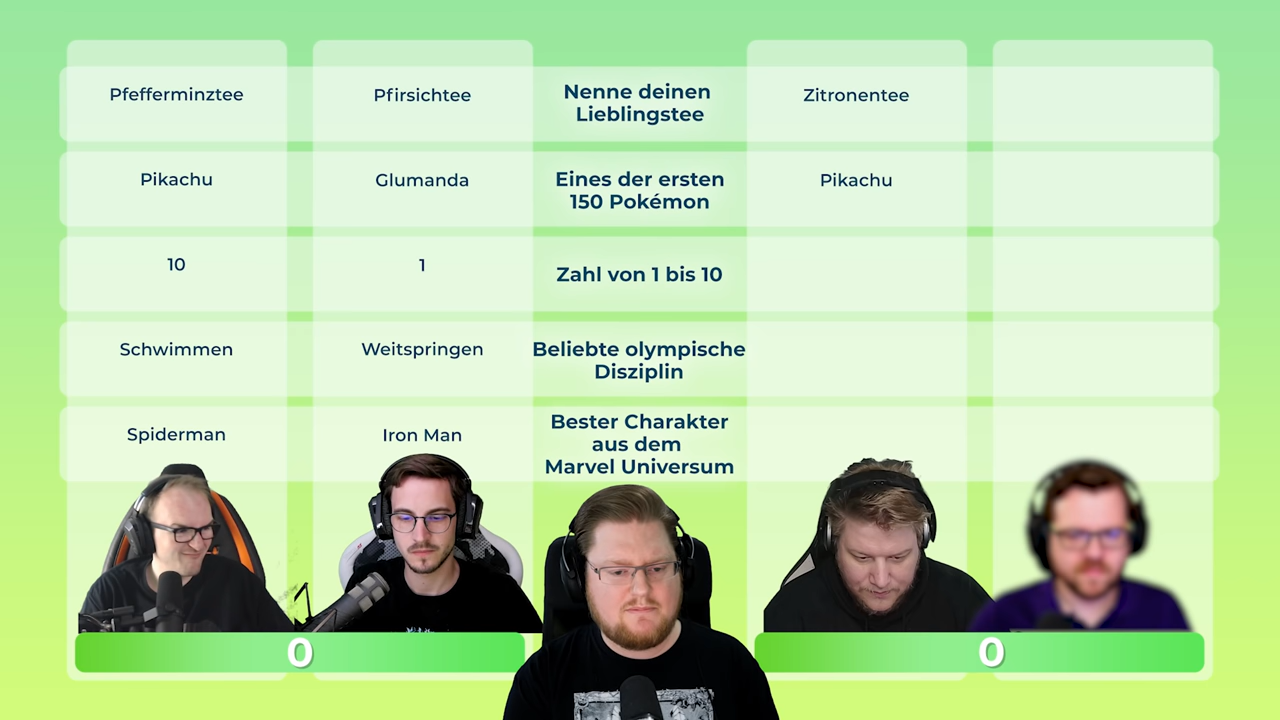 Pfefferminztee
Pfirsichtee
Nenne deinen
Lieblingstee
Zitronentee
Pikachu
Glumanda
Eines der ersten
150 Pokémon
Pikachu
10
1
Zahl von 1 bis 10
Schwimmen
Weitspringen
Beliebte olympische
Disziplin
Spiderman
Iron Man
Bester Charakter
aus dem
Marvel Universum
0
0